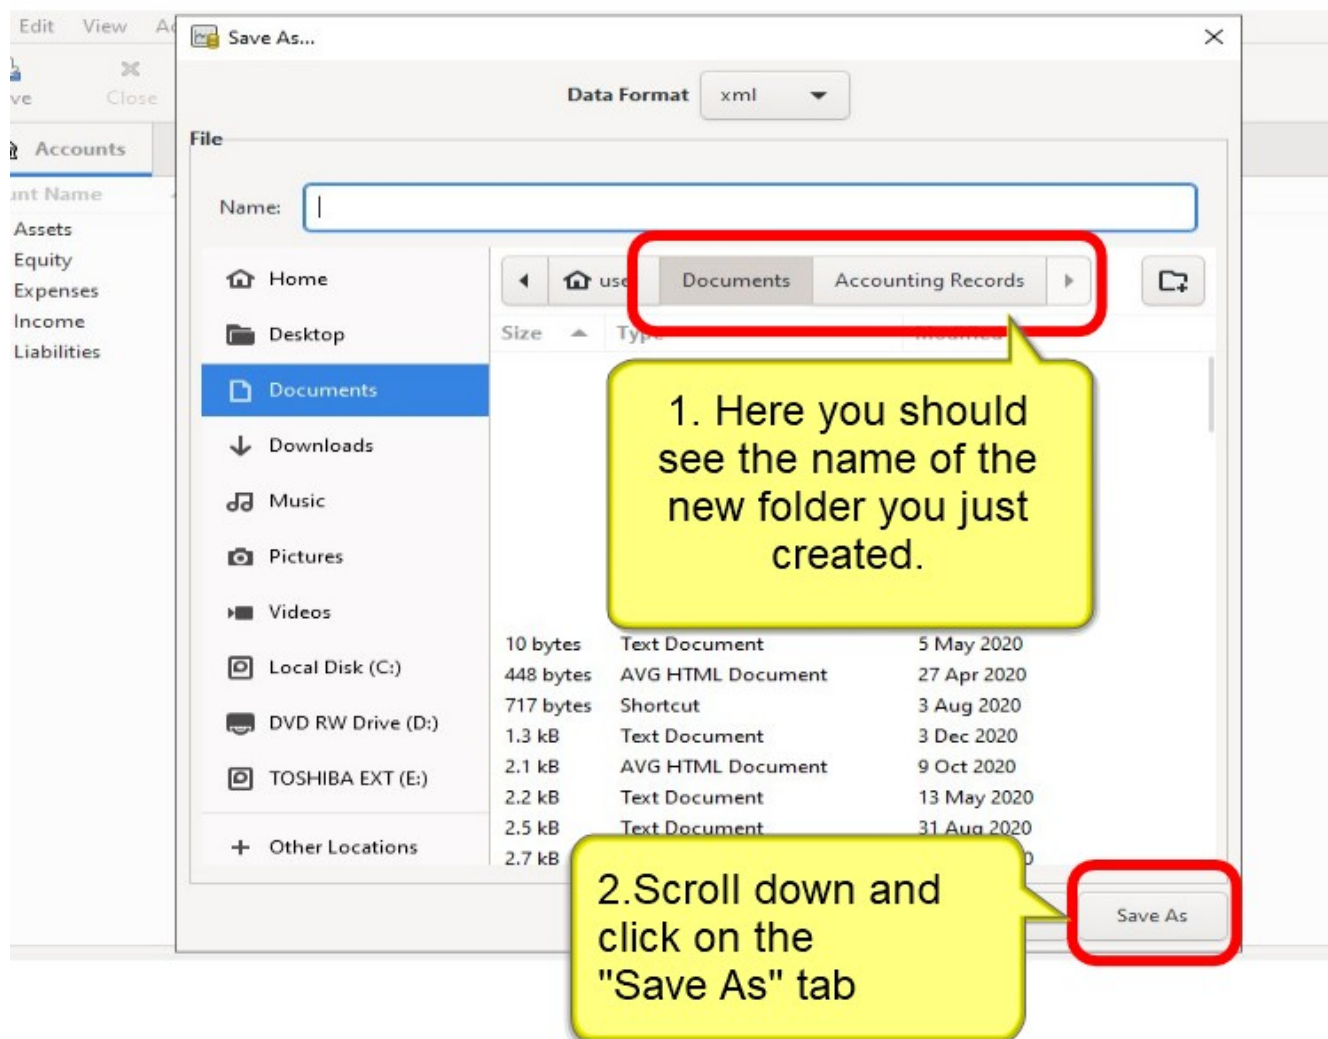 Edit View
Save As...
Close
Data Format xml
Accounts
File
Name
Name:
Assets
Equity
Expenses
Income
Liabilities
Home
Documents Accounting Records
Desktop
Size Type Modified
Documents
Downloads
Music
Pictures
Videos
Local Disk (C:)
DVD RW Drive (D:)
TOSHIBA EXT (E:)
Other Locations
1. Here you should
see the name of the
new folder you just
created.
10 bytes Text Document 5 May 2020
448 bytes AVG HTML Document 27 Apr 2020
717 bytes Shortcut 3 Aug 2020
1.3 kB Text Document 3 Dec 2020
2.1 kB AVG HTML Document 9 Oct 2020
2.2 kB Text Document 13 May 2020
2.5 kB Text Document 31 Aug 2020
2.7 kB
2.Scroll down and
click on the
"Save As" tab
Save As